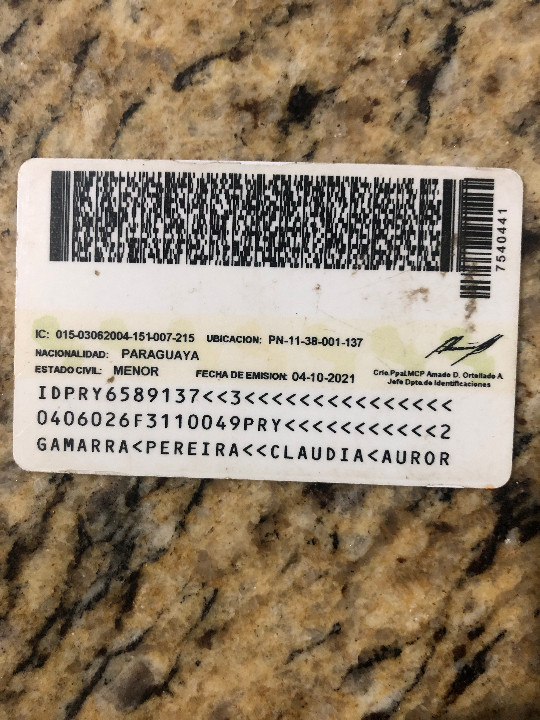 7540441
IC: 015-03062004-151-007-215 UBICACION: PN-11-38-001-137
NACIONALIDAD: PARAGUAYA
ESTADO CIVIL: MENOR FECHA DE EMISION: 04-10-2021
Crio.Ppal.MCP Amado D. Ortellado A.
Jefe Dpto.de Identificaciones
IDPRY6589137<<3<<<<<<<<<<<<<<<
0406026F3110049PRY<<<<<<<<<<<2
GAMARRA<PEREIRA<<CLAUDIA<AUROR